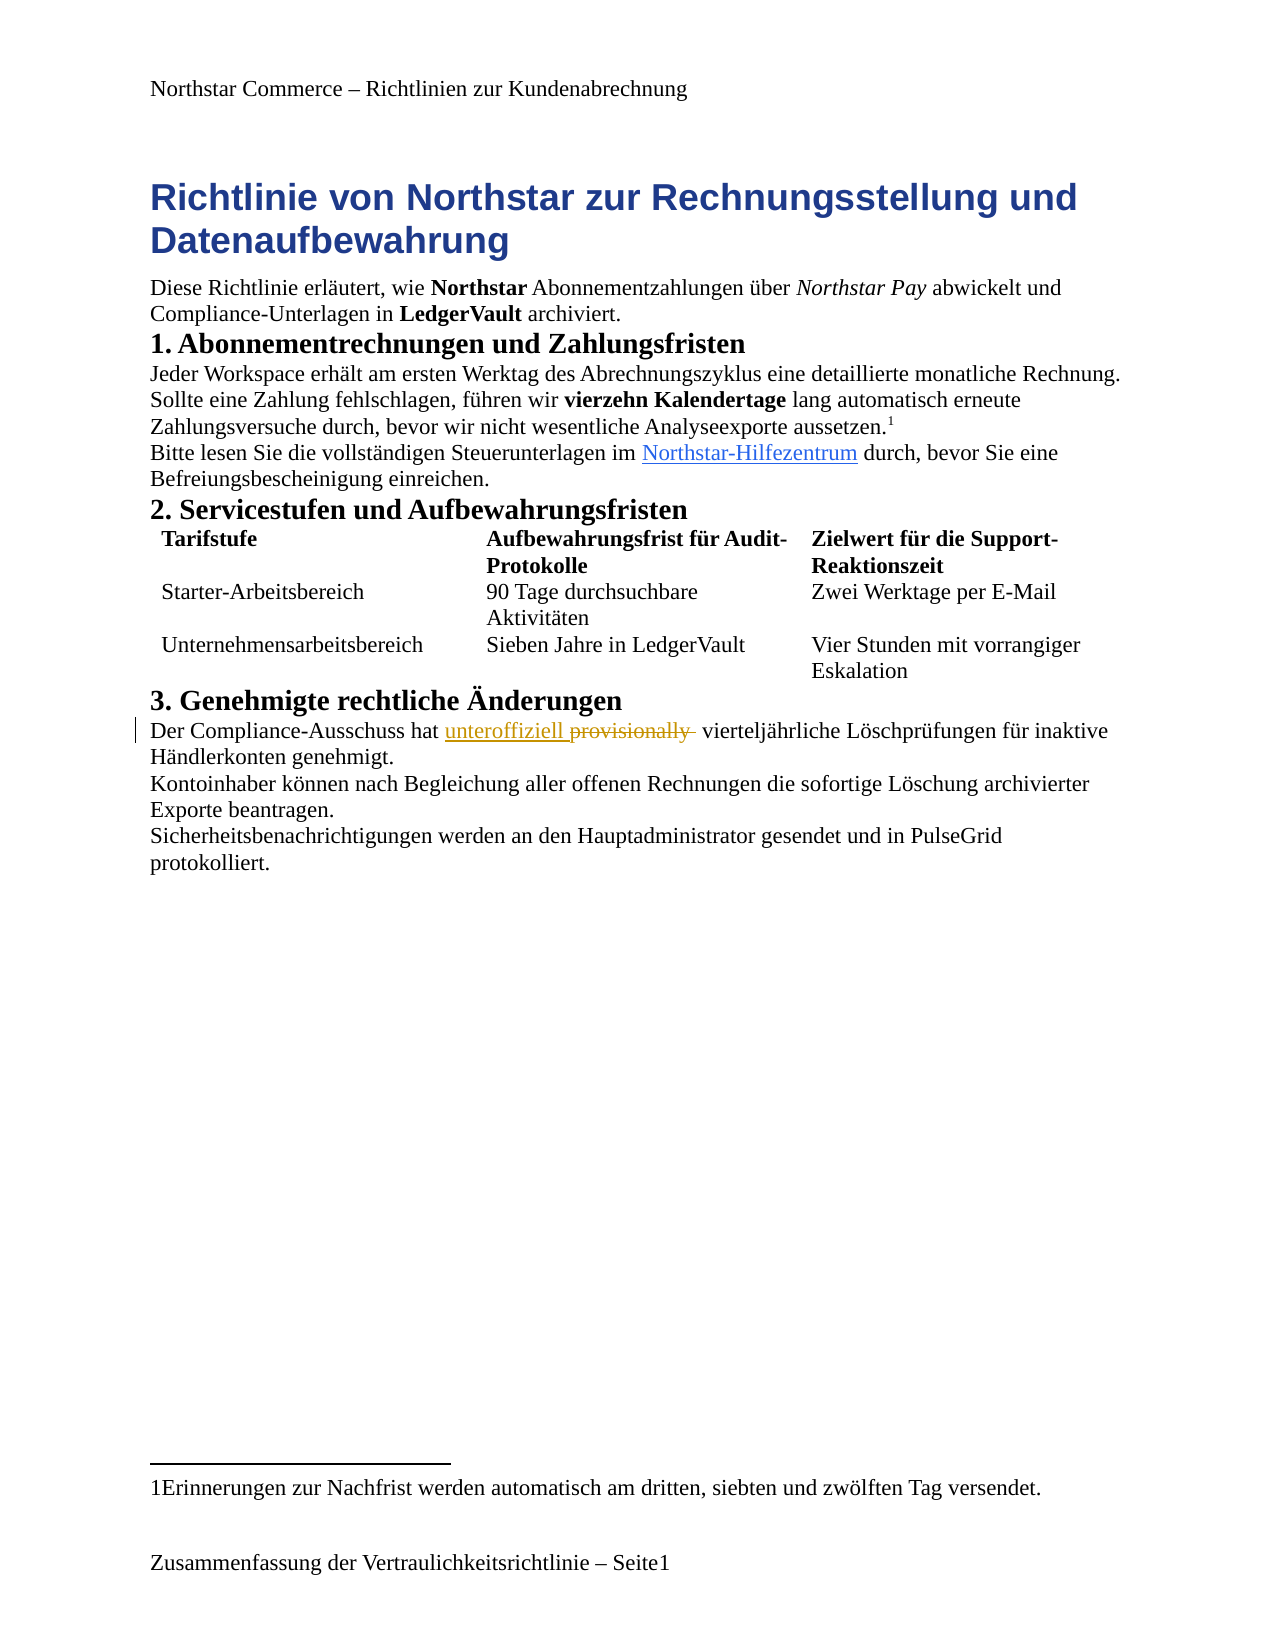 Northstar Commerce – Richtlinien zur Kundenabrechnung
Richtlinie von Northstar zur Rechnungsstellung und
Datenaufbewahrung
Diese Richtlinie erläutert, wie Northstar Abonnementzahlungen über Northstar Pay abwickelt und
Compliance-Unterlagen in LedgerVault archiviert.
1. Abonnementrechnungen und Zahlungsfristen
Jeder Workspace erhält am ersten Werktag des Abrechnungszyklus eine detaillierte monatliche Rechnung.
Sollte eine Zahlung fehlschlagen, führen wir vierzehn Kalendertage lang automatisch erneute
Zahlungsversuche durch, bevor wir nicht wesentliche Analyseexporte aussetzen.1
Bitte lesen Sie die vollständigen Steuerunterlagen im Northstar-Hilfezentrum durch, bevor Sie eine
Befreiungsbescheinigung einreichen.
2. Servicestufen und Aufbewahrungsfristen
Tarifstufe Aufbewahrungsfrist für Audit- Zielwert für die Support-
Protokolle Reaktionszeit
Starter-Arbeitsbereich 90 Tage durchsuchbare Zwei Werktage per E-Mail
Aktivitäten
Unternehmensarbeitsbereich Sieben Jahre in LedgerVault Vier Stunden mit vorrangiger
Eskalation
3. Genehmigte rechtliche Änderungen
Der Compliance-Ausschuss hat unteroffiziell provisionally vierteljährliche Löschprüfungen für inaktive
Händlerkonten genehmigt.
Kontoinhaber können nach Begleichung aller offenen Rechnungen die sofortige Löschung archivierter
Exporte beantragen.
Sicherheitsbenachrichtigungen werden an den Hauptadministrator gesendet und in PulseGrid
protokolliert.
1Erinnerungen zur Nachfrist werden automatisch am dritten, siebten und zwölften Tag versendet.
Zusammenfassung der Vertraulichkeitsrichtlinie – Seite1